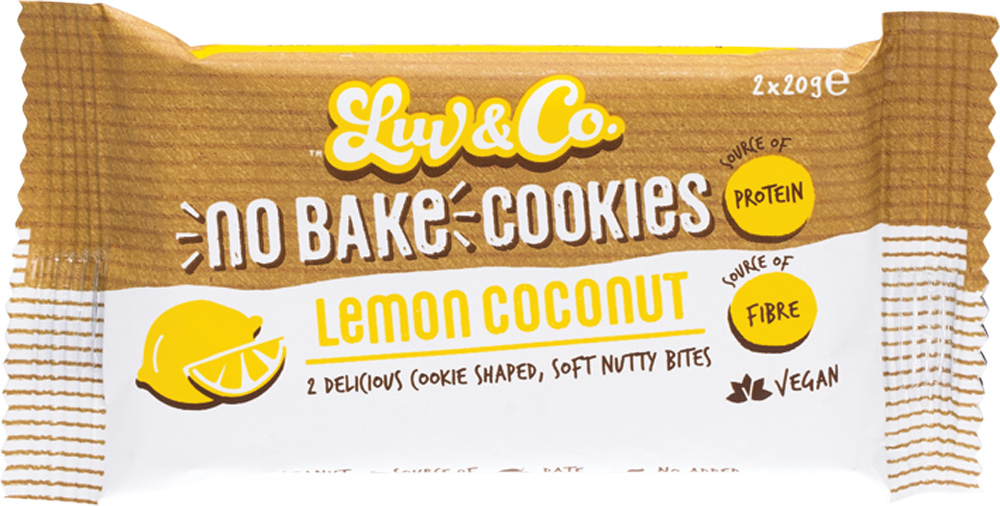 2x20g℮
Luv&Co.
TM
NO BAKE COOKIES
SOURCE OF
PROTEIN
LEMON COCONUT
SOURCE OF
FIBRE
2 DELICIOUS COOKIE SHAPED, SOFT NUTTY BITES
VEGAN